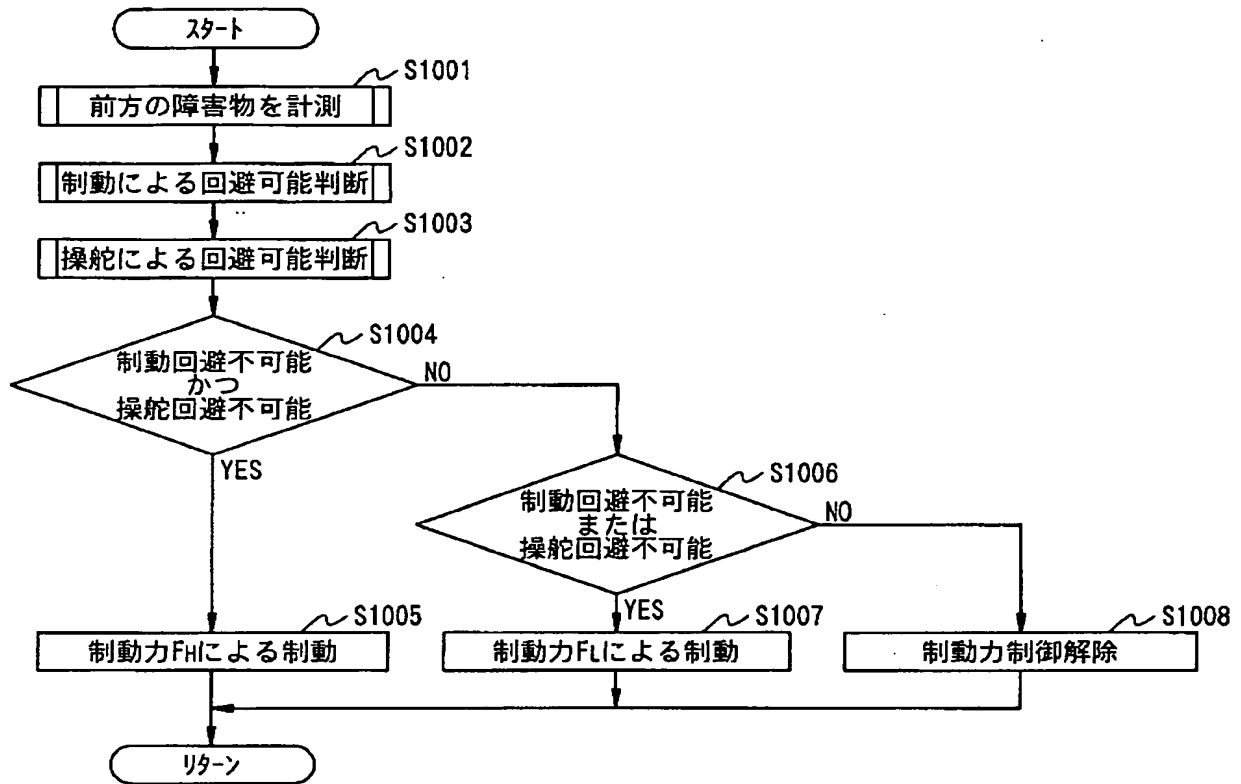 スタート
S1001
前方の障害物を計測
S1002
制動による回避可能判断
S1003
操舵による回避可能判断
S1004
制動回避不可能
かつ
操舵回避不可能
NO
YES
S1006
制動回避不可能
または
操舵回避不可能
NO
YES
S1005
制動力FHによる制動
S1007
制動力FLによる制動
S1008
制動力制御解除
リターン